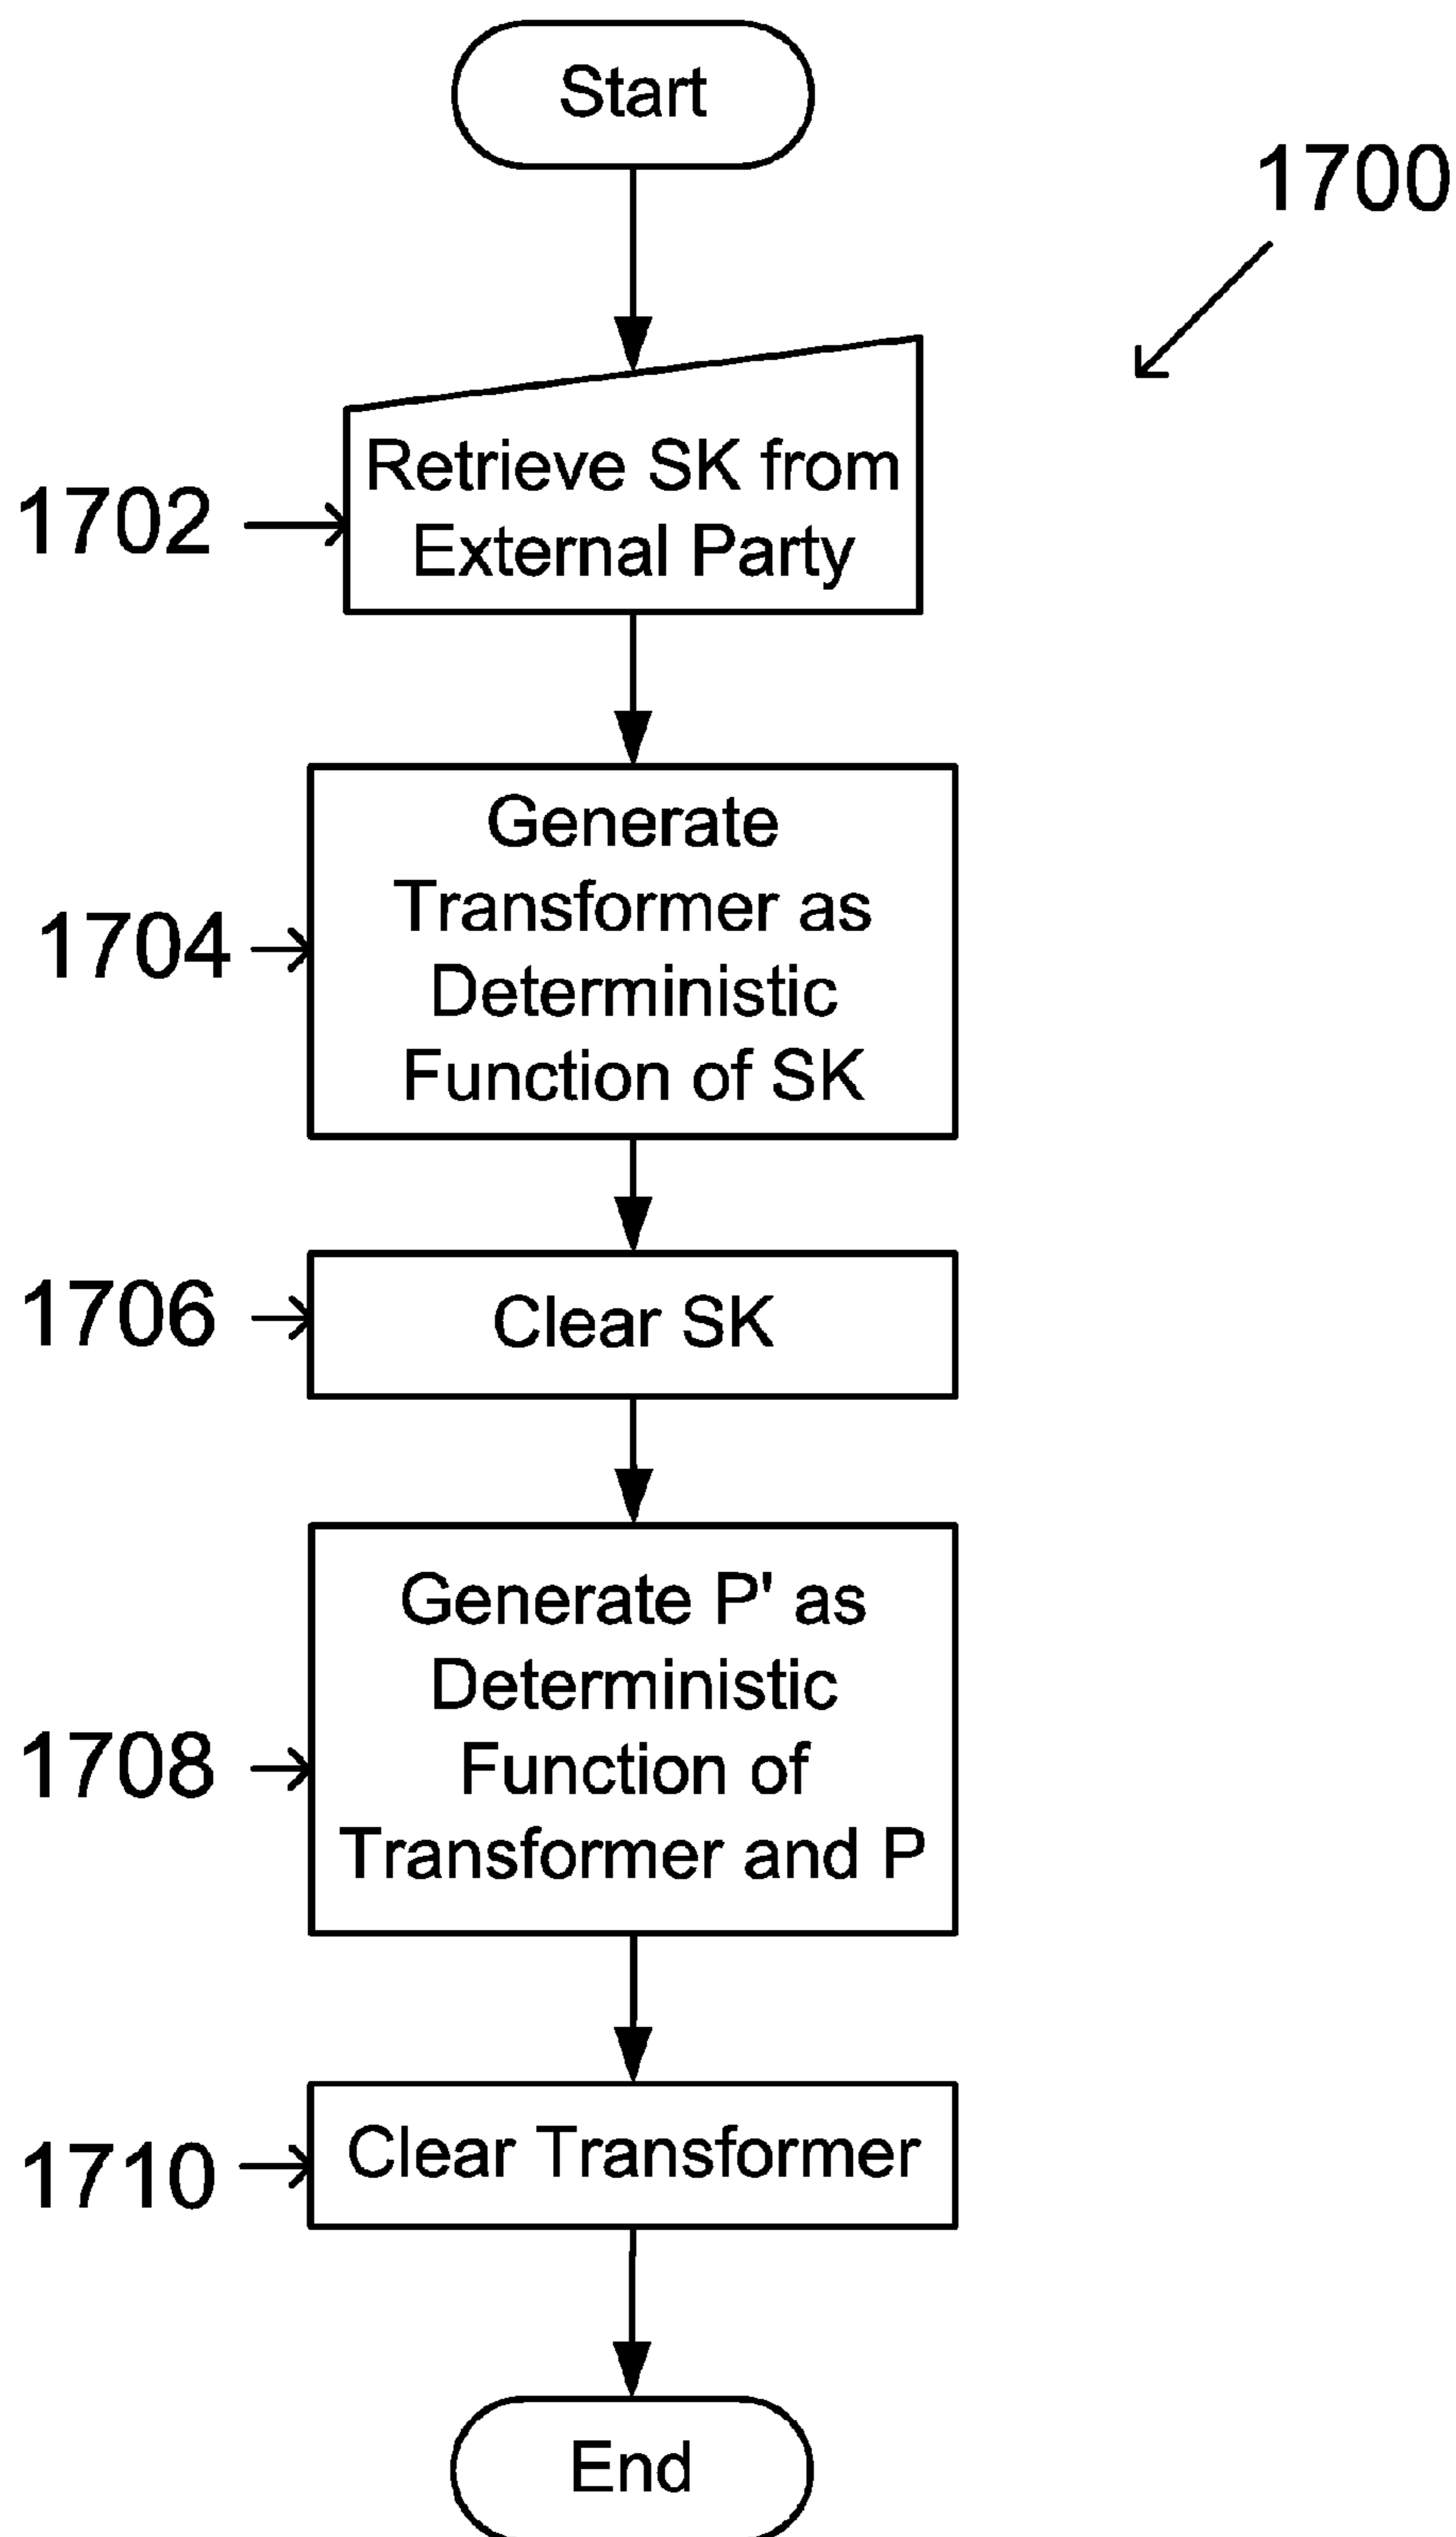 Start
1700
Retrieve SK from
1702
External Party
Generate
Transformer as
1704
Deterministic
Function of SK
1706
Clear SK
Generate P' as
Deterministic
1708
Function of
Transformer and P
1710
Clear Transformer
End